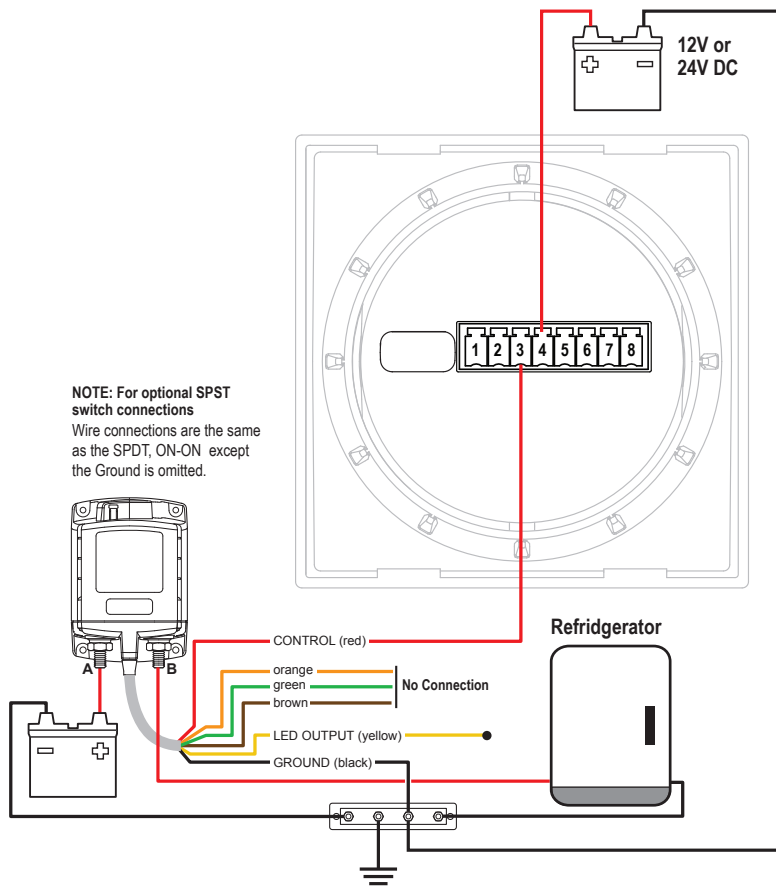 12V or
24V DC
1 2 3 4 5 6 7 8
NOTE: For optional SPST
switch connections
Wire connections are the same
as the SPDT, ON-ON except
the Ground is omitted.
A
B
CONTROL (red)
orange
green
brown
No Connection
LED OUTPUT (yellow)
GROUND (black)
Refridgerator